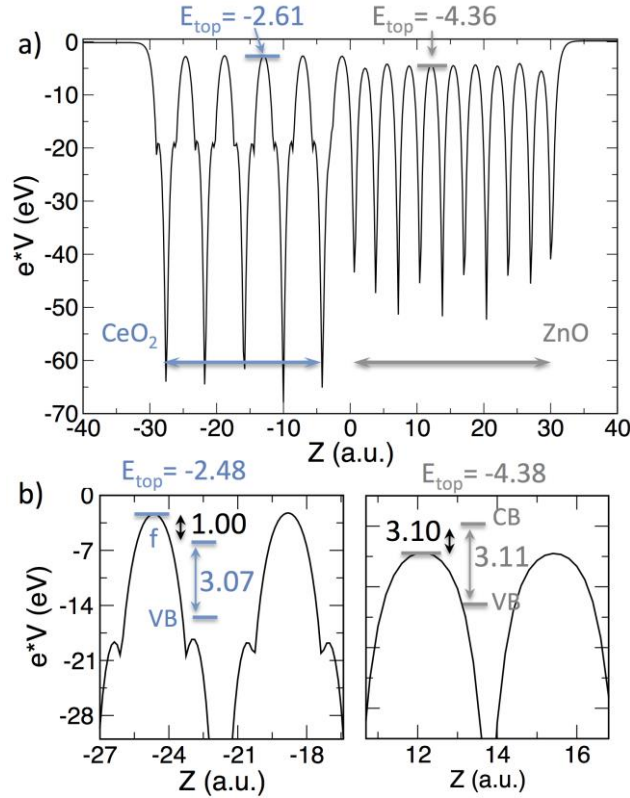 E_top = -2.61 E_top = -4.36
a)
0
-10
-20
-30
-40
-50
-60
-70
e*V (eV)
CeO₂ ZnO
-40 -30 -20 -10 0 10 20 30 40
Z (a.u.)
E_top = -2.48 E_top = -4.38
b)
0
-7
-14
-21
-28
e*V (eV)
f
1.00
3.07
VB
3.10
CB
3.11
VB
-27 -24 -21 -18
Z (a.u.)
12 14 16
Z (a.u.)